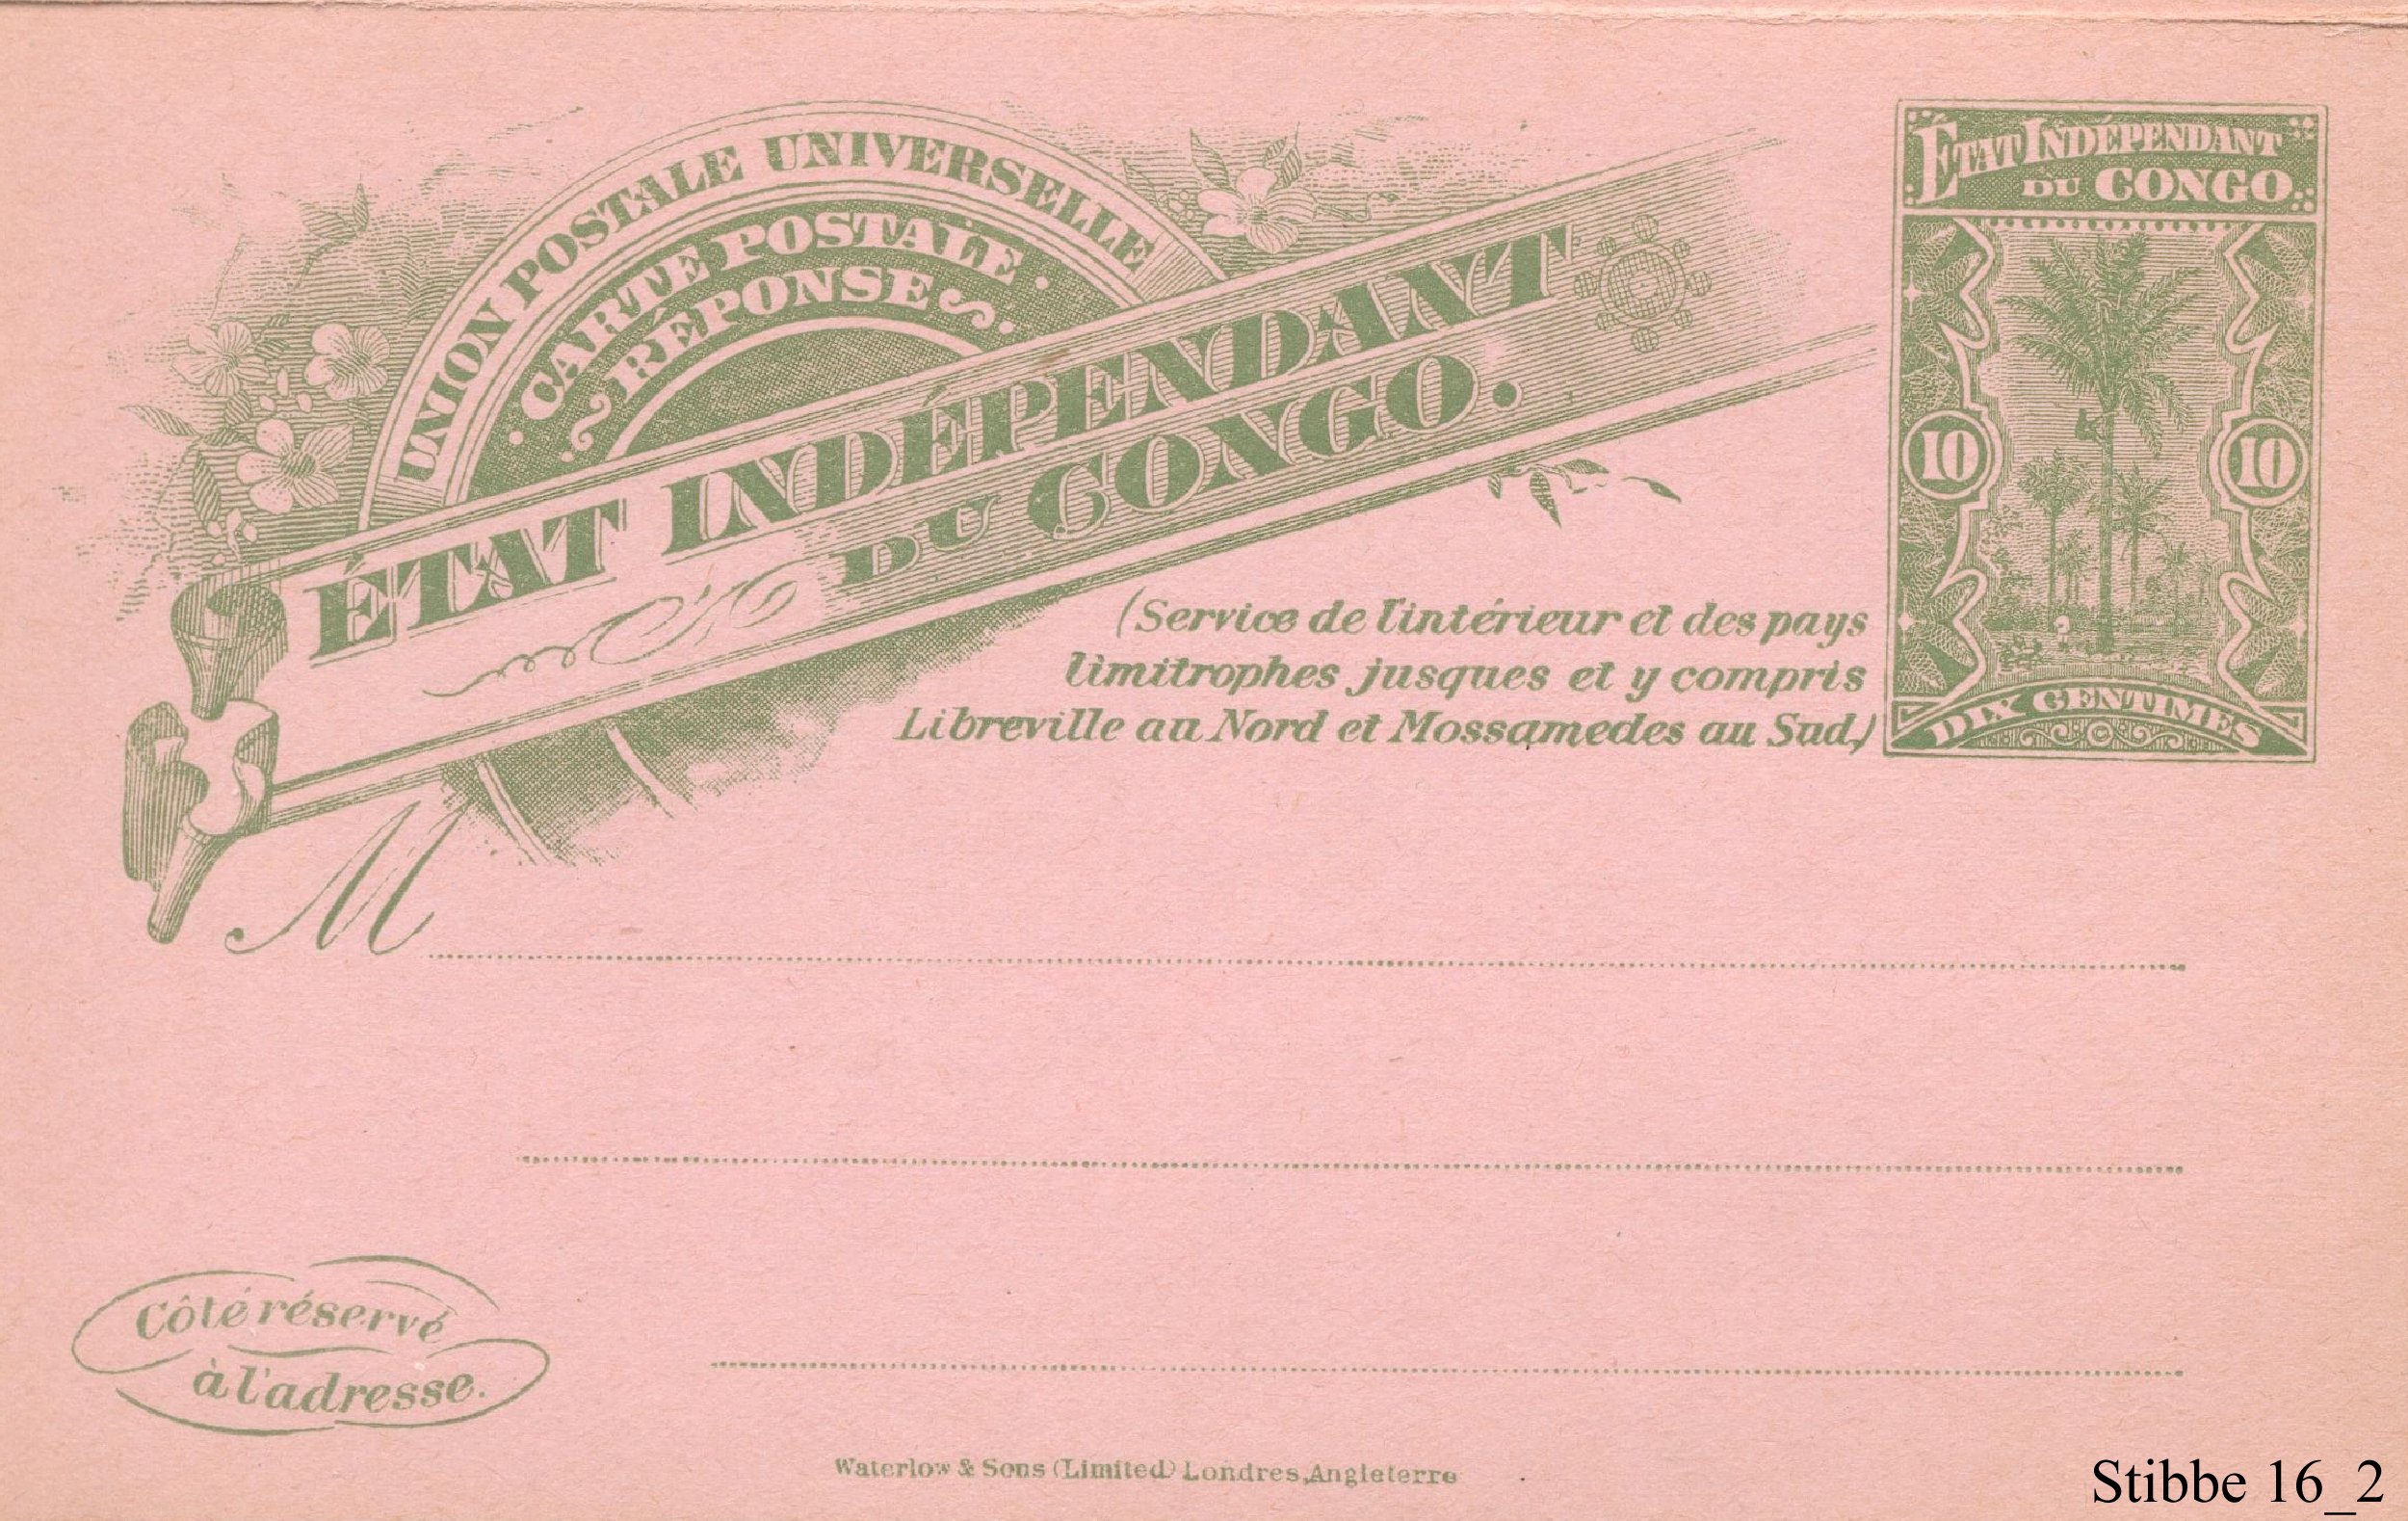 UNION POSTALE UNIVERSELLE
CARTE POSTALE
RÉPONSE
ÉTAT INDÉPENDANT
DU CONGO.
ÉTAT INDÉPENDANT
DU CONGO
10 10
DIX CENTIMES
(Service de l'intérieur et des pays
limitrophes jusques et y compris
Libreville au Nord et Mossamedes au Sud)
M
Côté réservé
à l'adresse.
Waterlow & Sons (Limited) Londres, Angleterre
Stibbe 16_2